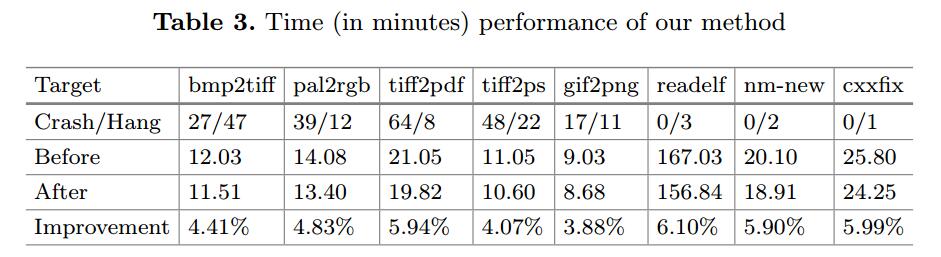 Table 3. Time (in minutes) performance of our method
Target bmp2tiff pal2rgb tiff2pdf tiff2ps gif2png readelf nm-new cxxfix
Crash/Hang 27/47 39/12 64/8 48/22 17/11 0/3 0/2 0/1
Before 12.03 14.08 21.05 11.05 9.03 167.03 20.10 25.80
After 11.51 13.40 19.82 10.60 8.68 156.84 18.91 24.25
Improvement 4.41% 4.83% 5.94% 4.07% 3.88% 6.10% 5.90% 5.99%